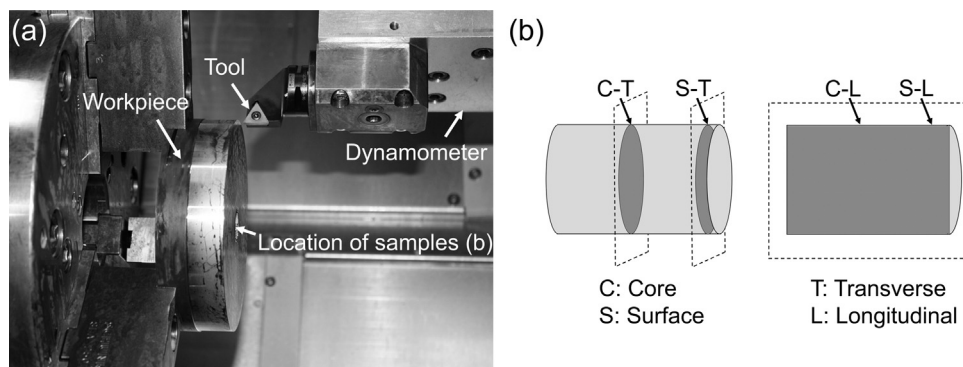 (a)
Tool
Workpiece
Dynamometer
Location of samples (b)
(b)
C-T
S-T
C-L
S-L
C: Core
S: Surface
T: Transverse
L: Longitudinal